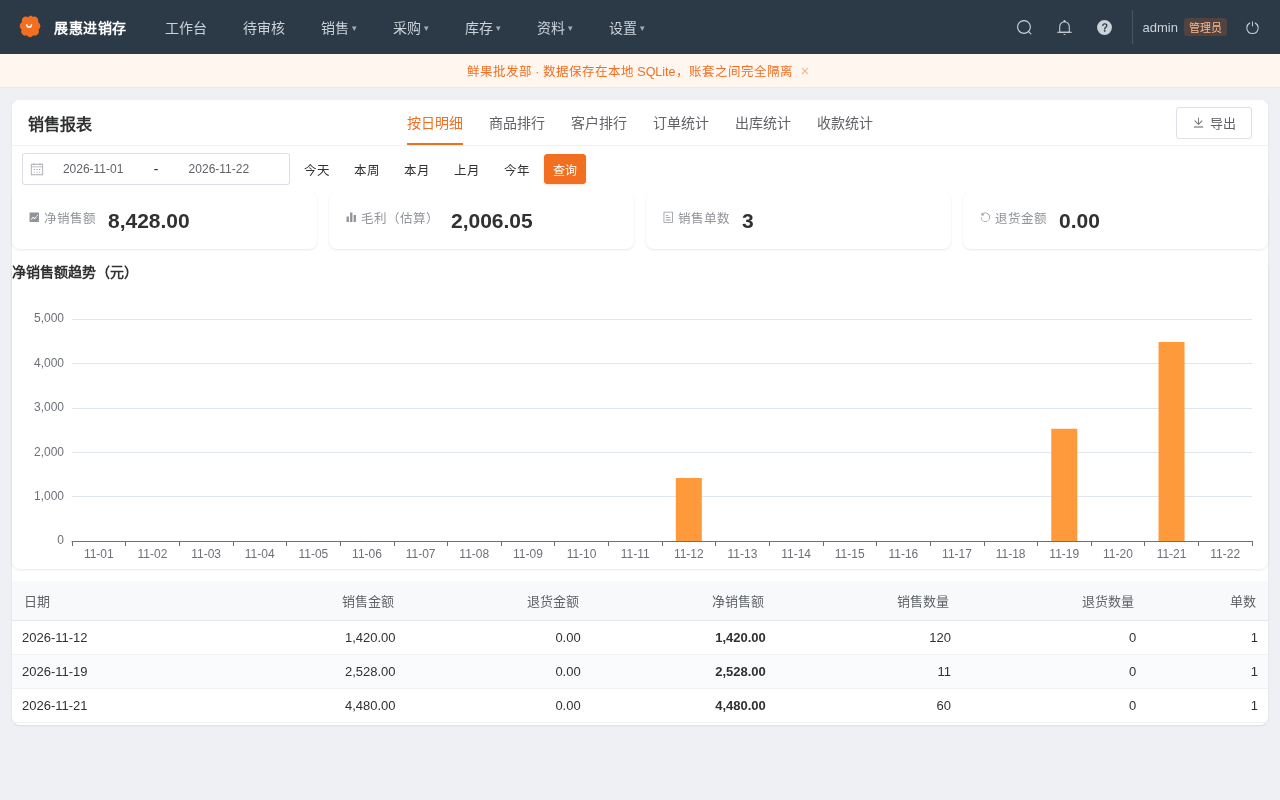 展惠进销存 工作台 待审核 销售 采购 库存 资料 设置 admin 管理员
鲜果批发部 · 数据保存在本地 SQLite，账套之间完全隔离 ×
销售报表 按日明细 商品排行 客户排行 订单统计 出库统计 收款统计 导出
2026-11-01 - 2026-11-22 今天 本周 本月 上月 今年 查询
净销售额 8,428.00 毛利（估算） 2,006.05 销售单数 3 退货金额 0.00
净销售额趋势（元）
5,000
4,000
3,000
2,000
1,000
0
11-01 11-02 11-03 11-04 11-05 11-06 11-07 11-08 11-09 11-10 11-11 11-12 11-13 11-14 11-15 11-16 11-17 11-18 11-19 11-20 11-21 11-22
日期 销售金额 退货金额 净销售额 销售数量 退货数量 单数
2026-11-12 1,420.00 0.00 1,420.00 120 0 1
2026-11-19 2,528.00 0.00 2,528.00 11 0 1
2026-11-21 4,480.00 0.00 4,480.00 60 0 1